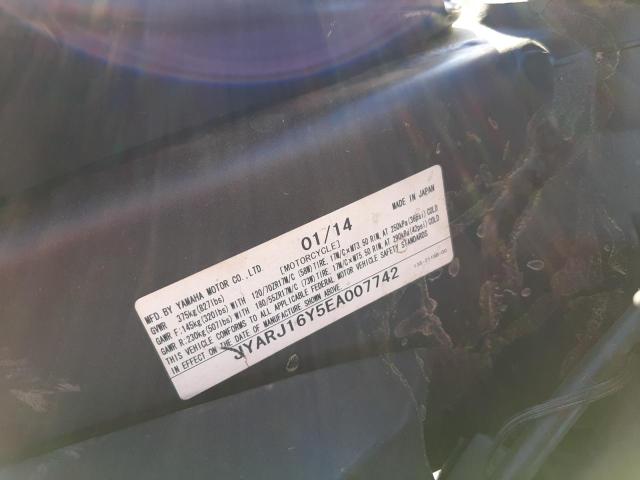 MFD. BY YAMAHA MOTOR CO., LTD. 01/14 MADE IN JAPAN
GVWR 375kg(827lbs) [MOTORCYCLE]
GAWR F:145kg(320lbs) WITH 120/70ZR17M/C (58W) TIRE, 17M/C×MT3.50 RIM, AT 250kPa(36psi) COLD
GAWR R:230kg(507lbs) WITH 180/55ZR17M/C (73W) TIRE, 17M/C×MT5.50 RIM, AT 290kPa(42psi) COLD
THIS VEHICLE CONFORMS TO ALL APPLICABLE FEDERAL MOTOR VEHICLE SAFETY STANDARDS
IN EFFECT ON THE DATE OF MANUFACTURE SHOWN ABOVE
JYARJ16Y5EA007742